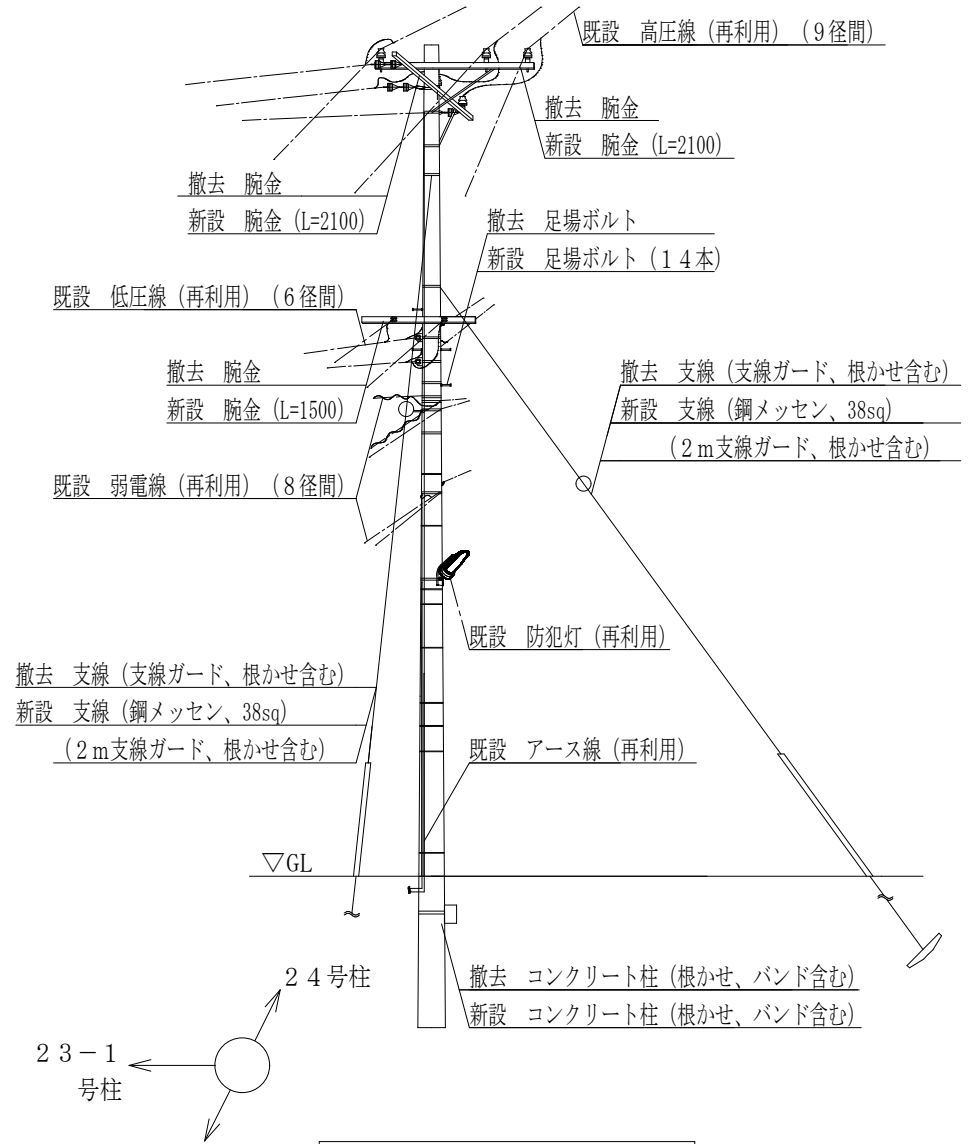 既設 高圧線 (再利用) (9径間)
撤去 腕金
新設 腕金 (L=2100)
撤去 腕金
新設 腕金 (L=2100)
撤去 足場ボルト
新設 足場ボルト (14本)
既設 低圧線 (再利用) (6径間)
撤去 腕金
新設 腕金 (L=1500)
撤去 支線 (支線ガード、根かせ含む)
新設 支線 (鋼メッセン、38sq)
(2m支線ガード、根かせ含む)
既設 弱電線 (再利用) (8径間)
既設 防犯灯 (再利用)
撤去 支線 (支線ガード、根かせ含む)
新設 支線 (鋼メッセン、38sq)
(2m支線ガード、根かせ含む)
既設 アース線 (再利用)
▽GL
撤去 コンクリート柱 (根かせ、バンド含む)
新設 コンクリート柱 (根かせ、バンド含む)
24号柱
23-1
号柱